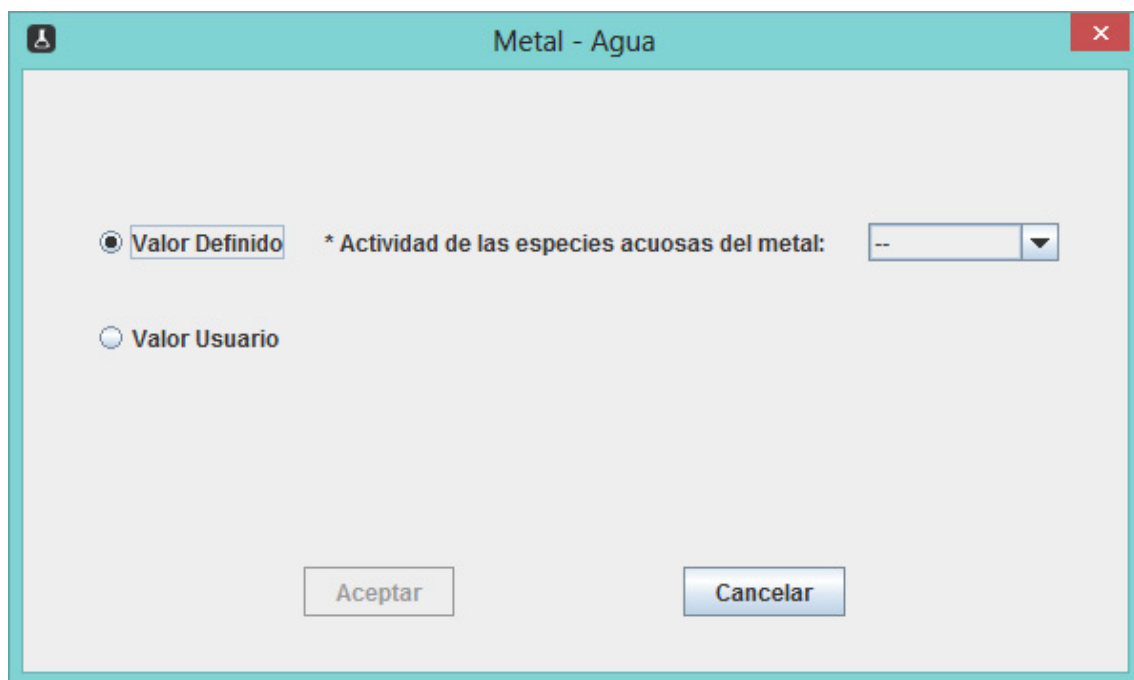 Metal - Agua
Valor Definido * Actividad de las especies acuosas del metal: --
Valor Usuario
Aceptar Cancelar